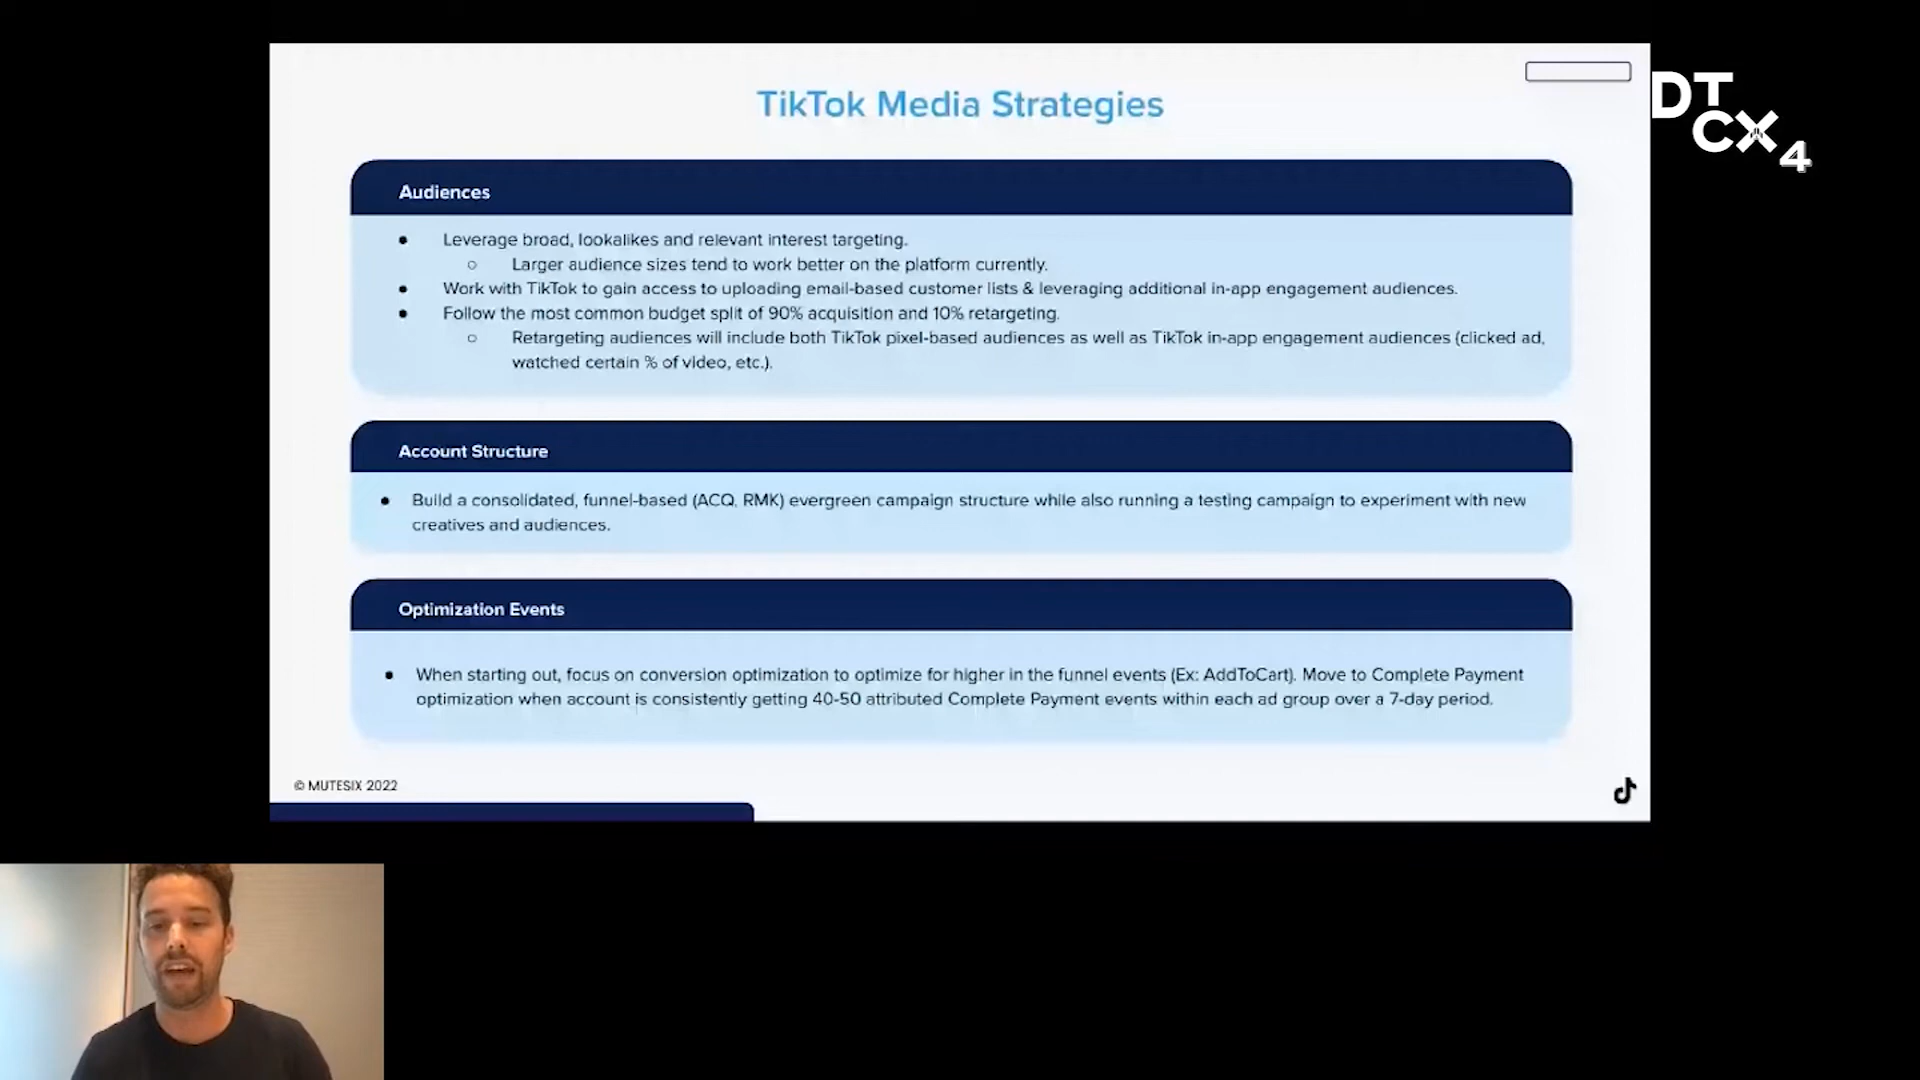 TikTok Media Strategies
DT
CX
4
Audiences
● Leverage broad, lookalikes and relevant interest targeting.
○ Larger audience sizes tend to work better on the platform currently.
● Work with TikTok to gain access to uploading email-based customer lists & leveraging additional in-app engagement audiences.
● Follow the most common budget split of 90% acquisition and 10% retargeting.
○ Retargeting audiences will include both TikTok pixel-based audiences as well as TikTok in-app engagement audiences (clicked ad,
watched certain % of video, etc.).
Account Structure
● Build a consolidated, funnel-based (ACQ, RMK) evergreen campaign structure while also running a testing campaign to experiment with new
creatives and audiences.
Optimization Events
● When starting out, focus on conversion optimization to optimize for higher in the funnel events (Ex: AddToCart). Move to Complete Payment
optimization when account is consistently getting 40-50 attributed Complete Payment events within each ad group over a 7-day period.
© MUTESIX 2022